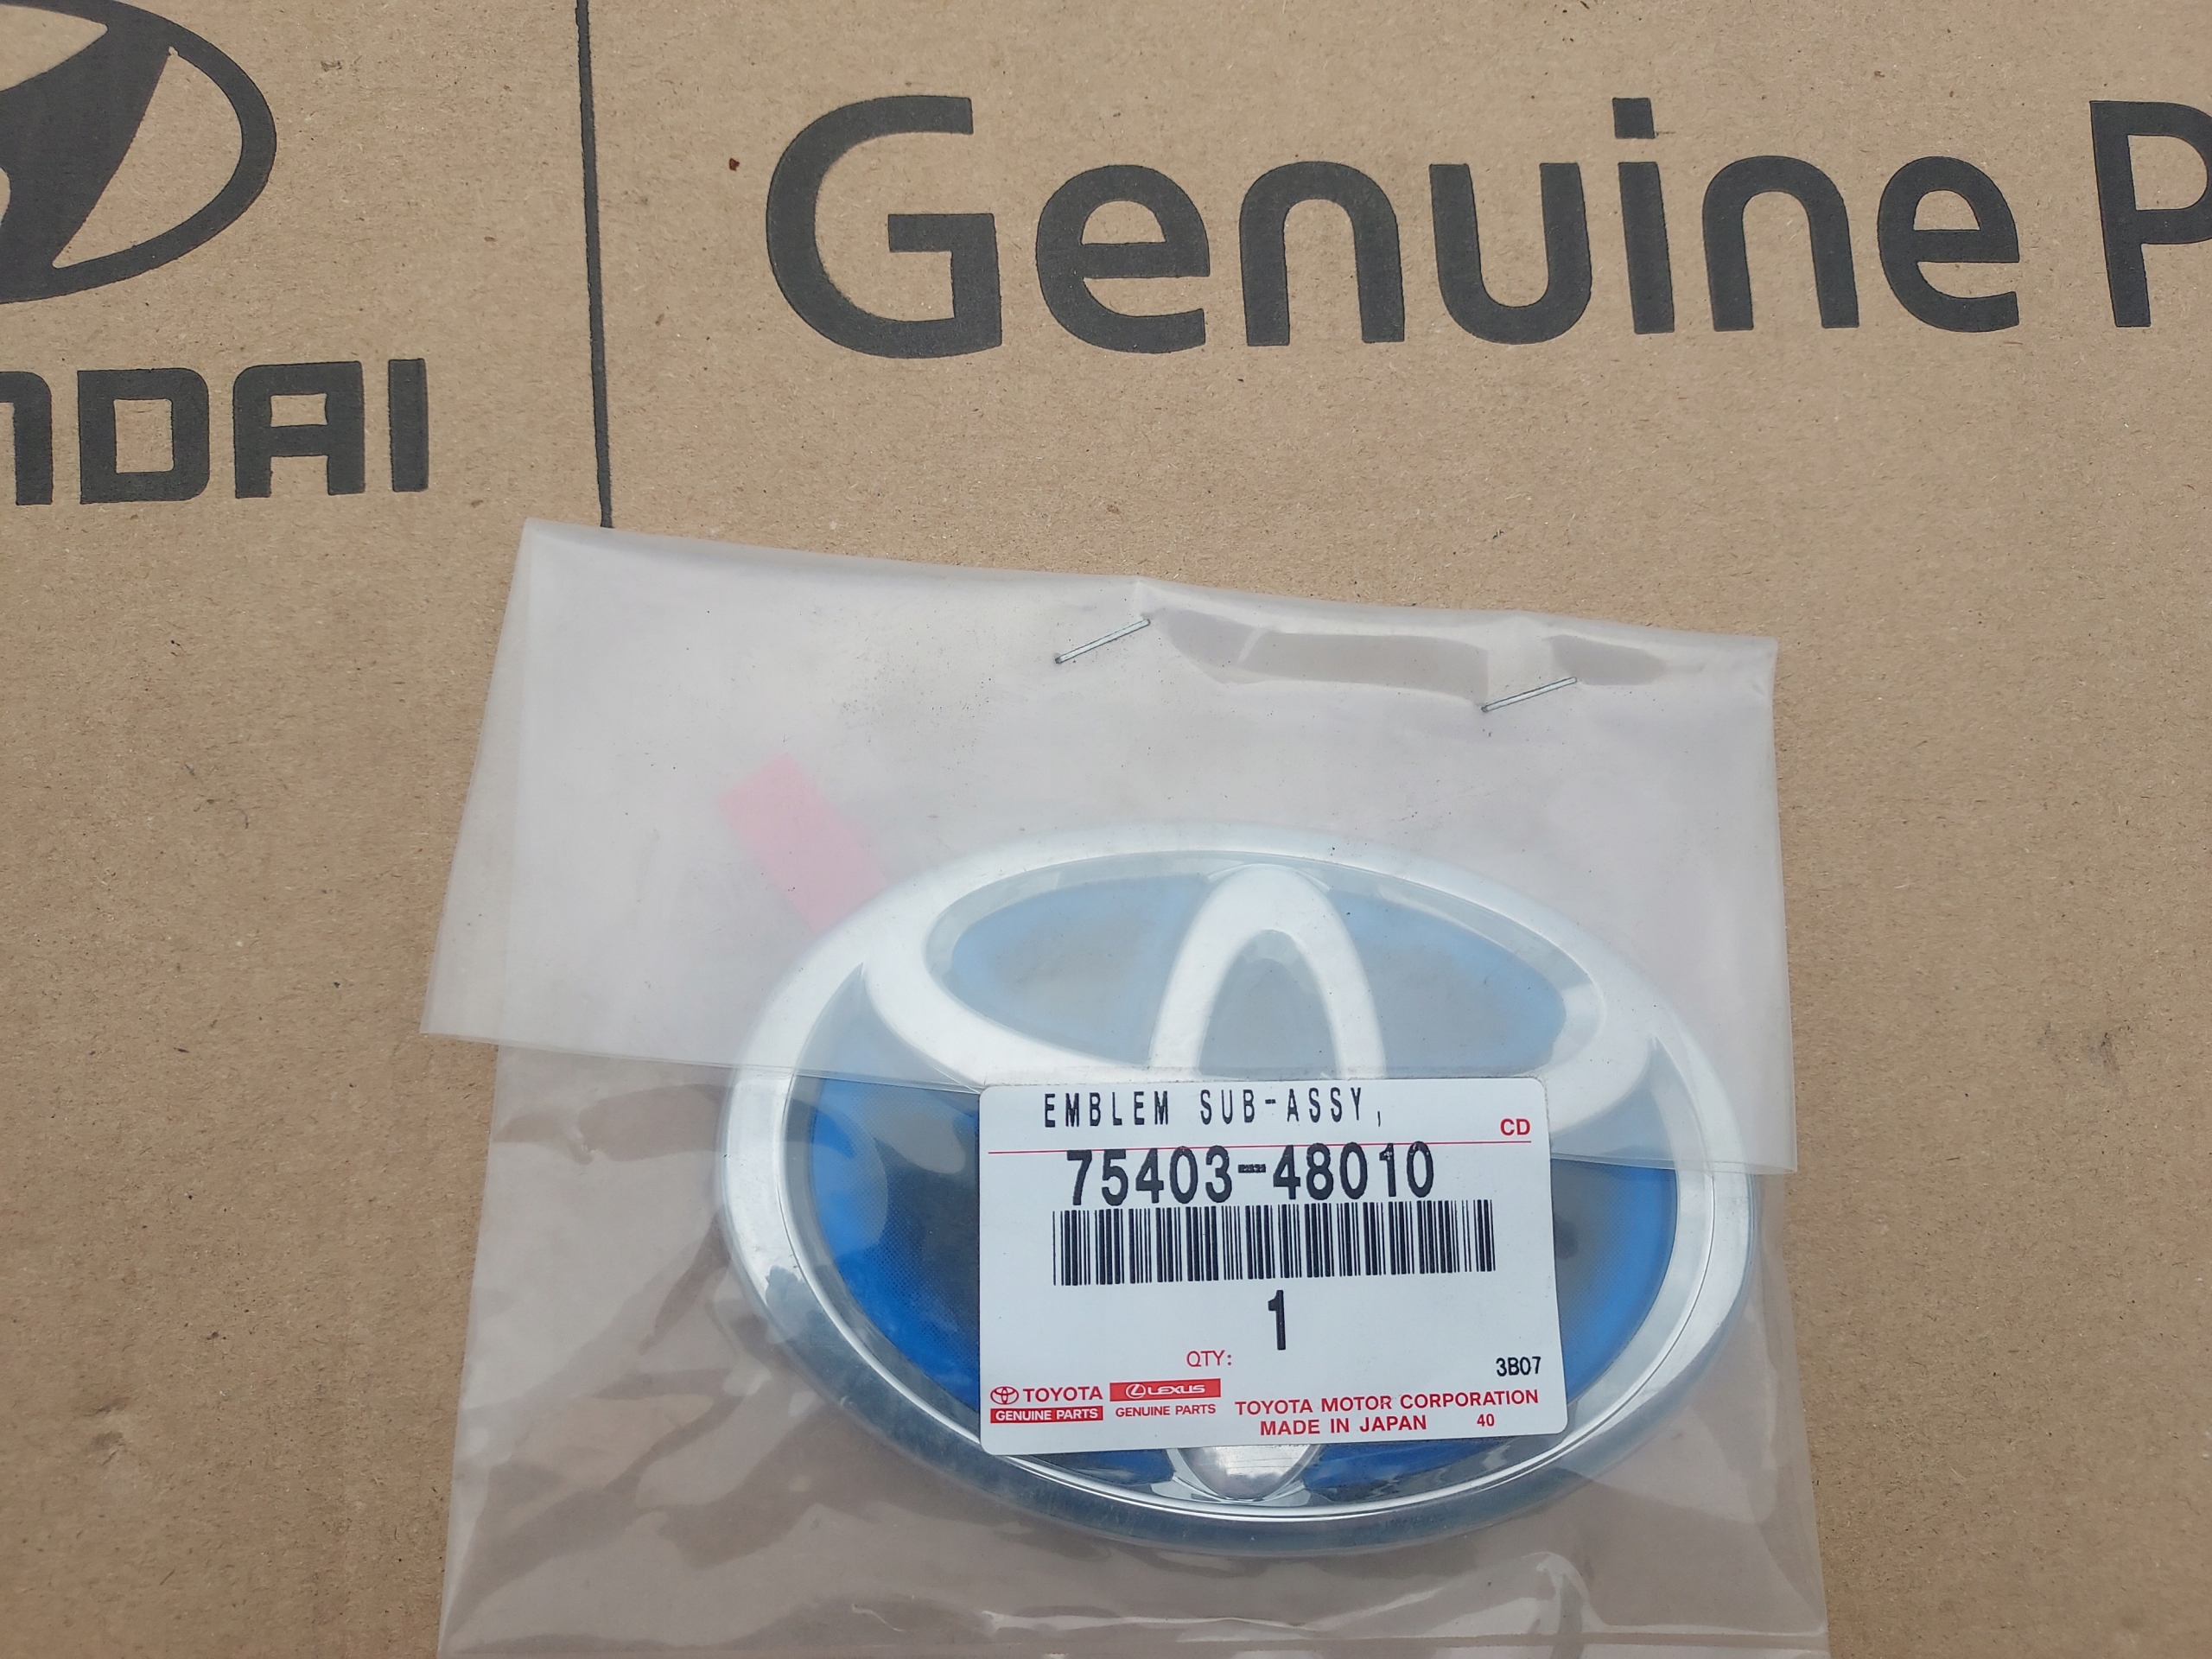 NDAI
Genuine P
EMBLEM SUB-ASSY,
CD
75403-48010
1
QTY:
3B07
TOYOTA
GENUINE PARTS
LEXUS
GENUINE PARTS
TOYOTA MOTOR CORPORATION
MADE IN JAPAN 40